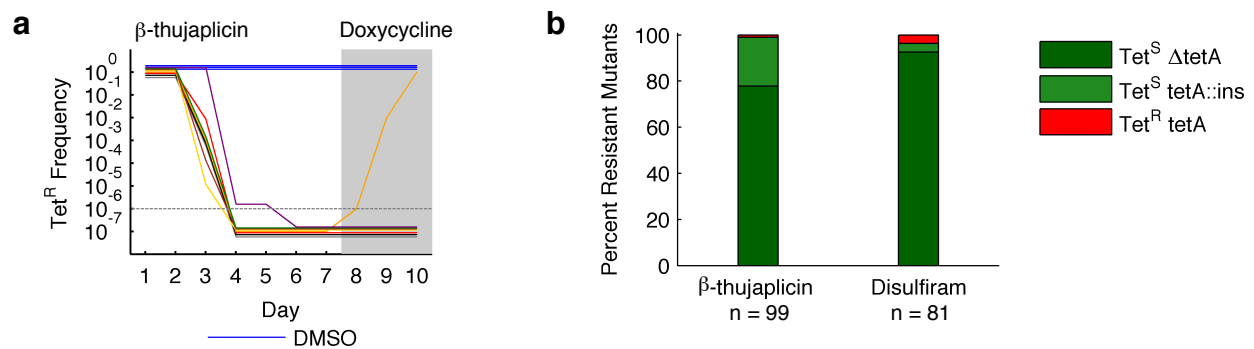 a
β-thujaplicin Doxycycline
Tet^R Frequency
10^0
10^-1
10^-2
10^-3
10^-4
10^-5
10^-6
10^-7
10^-
1 2 3 4 5 6 7 8 9 10
Day
DMSO
b
Percent Resistant Mutants
100
80
60
40
20
0
β-thujaplicin
n = 99
Disulfiram
n = 81
Tet^S ΔtetA
Tet^S tetA::ins
Tet^R tetA